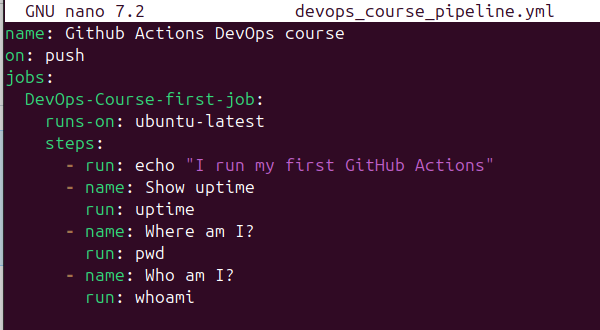 GNU nano 7.2 devops_course_pipeline.yml
name: Github Actions DevOps course
on: push
jobs:
  DevOps-Course-first-job:
    runs-on: ubuntu-latest
    steps:
      - run: echo "I run my first GitHub Actions"
      - name: Show uptime
        run: uptime
      - name: Where am I?
        run: pwd
      - name: Who am I?
        run: whoami